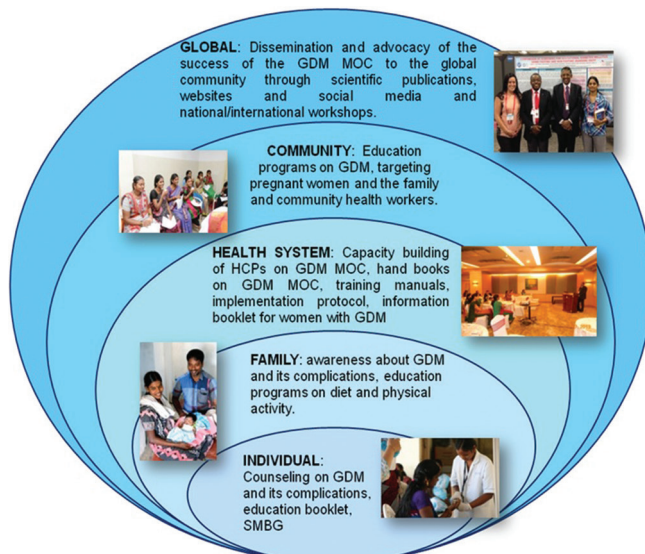 GLOBAL: Dissemination and advocacy of the
success of the GDM MOC to the global
community through scientific publications,
websites and social media and
national/international workshops.
COMMUNITY: Education
programs on GDM, targeting
pregnant women and the family
and community health workers.
HEALTH SYSTEM: Capacity building
of HCPs on GDM MOC, hand books
on GDM MOC, training manuals,
implementation protocol, information
booklet for women with GDM
FAMILY: awareness about GDM
and its complications, education
programs on diet and physical
activity.
INDIVIDUAL:
Counseling on GDM
and its complications,
education booklet,
SMBG